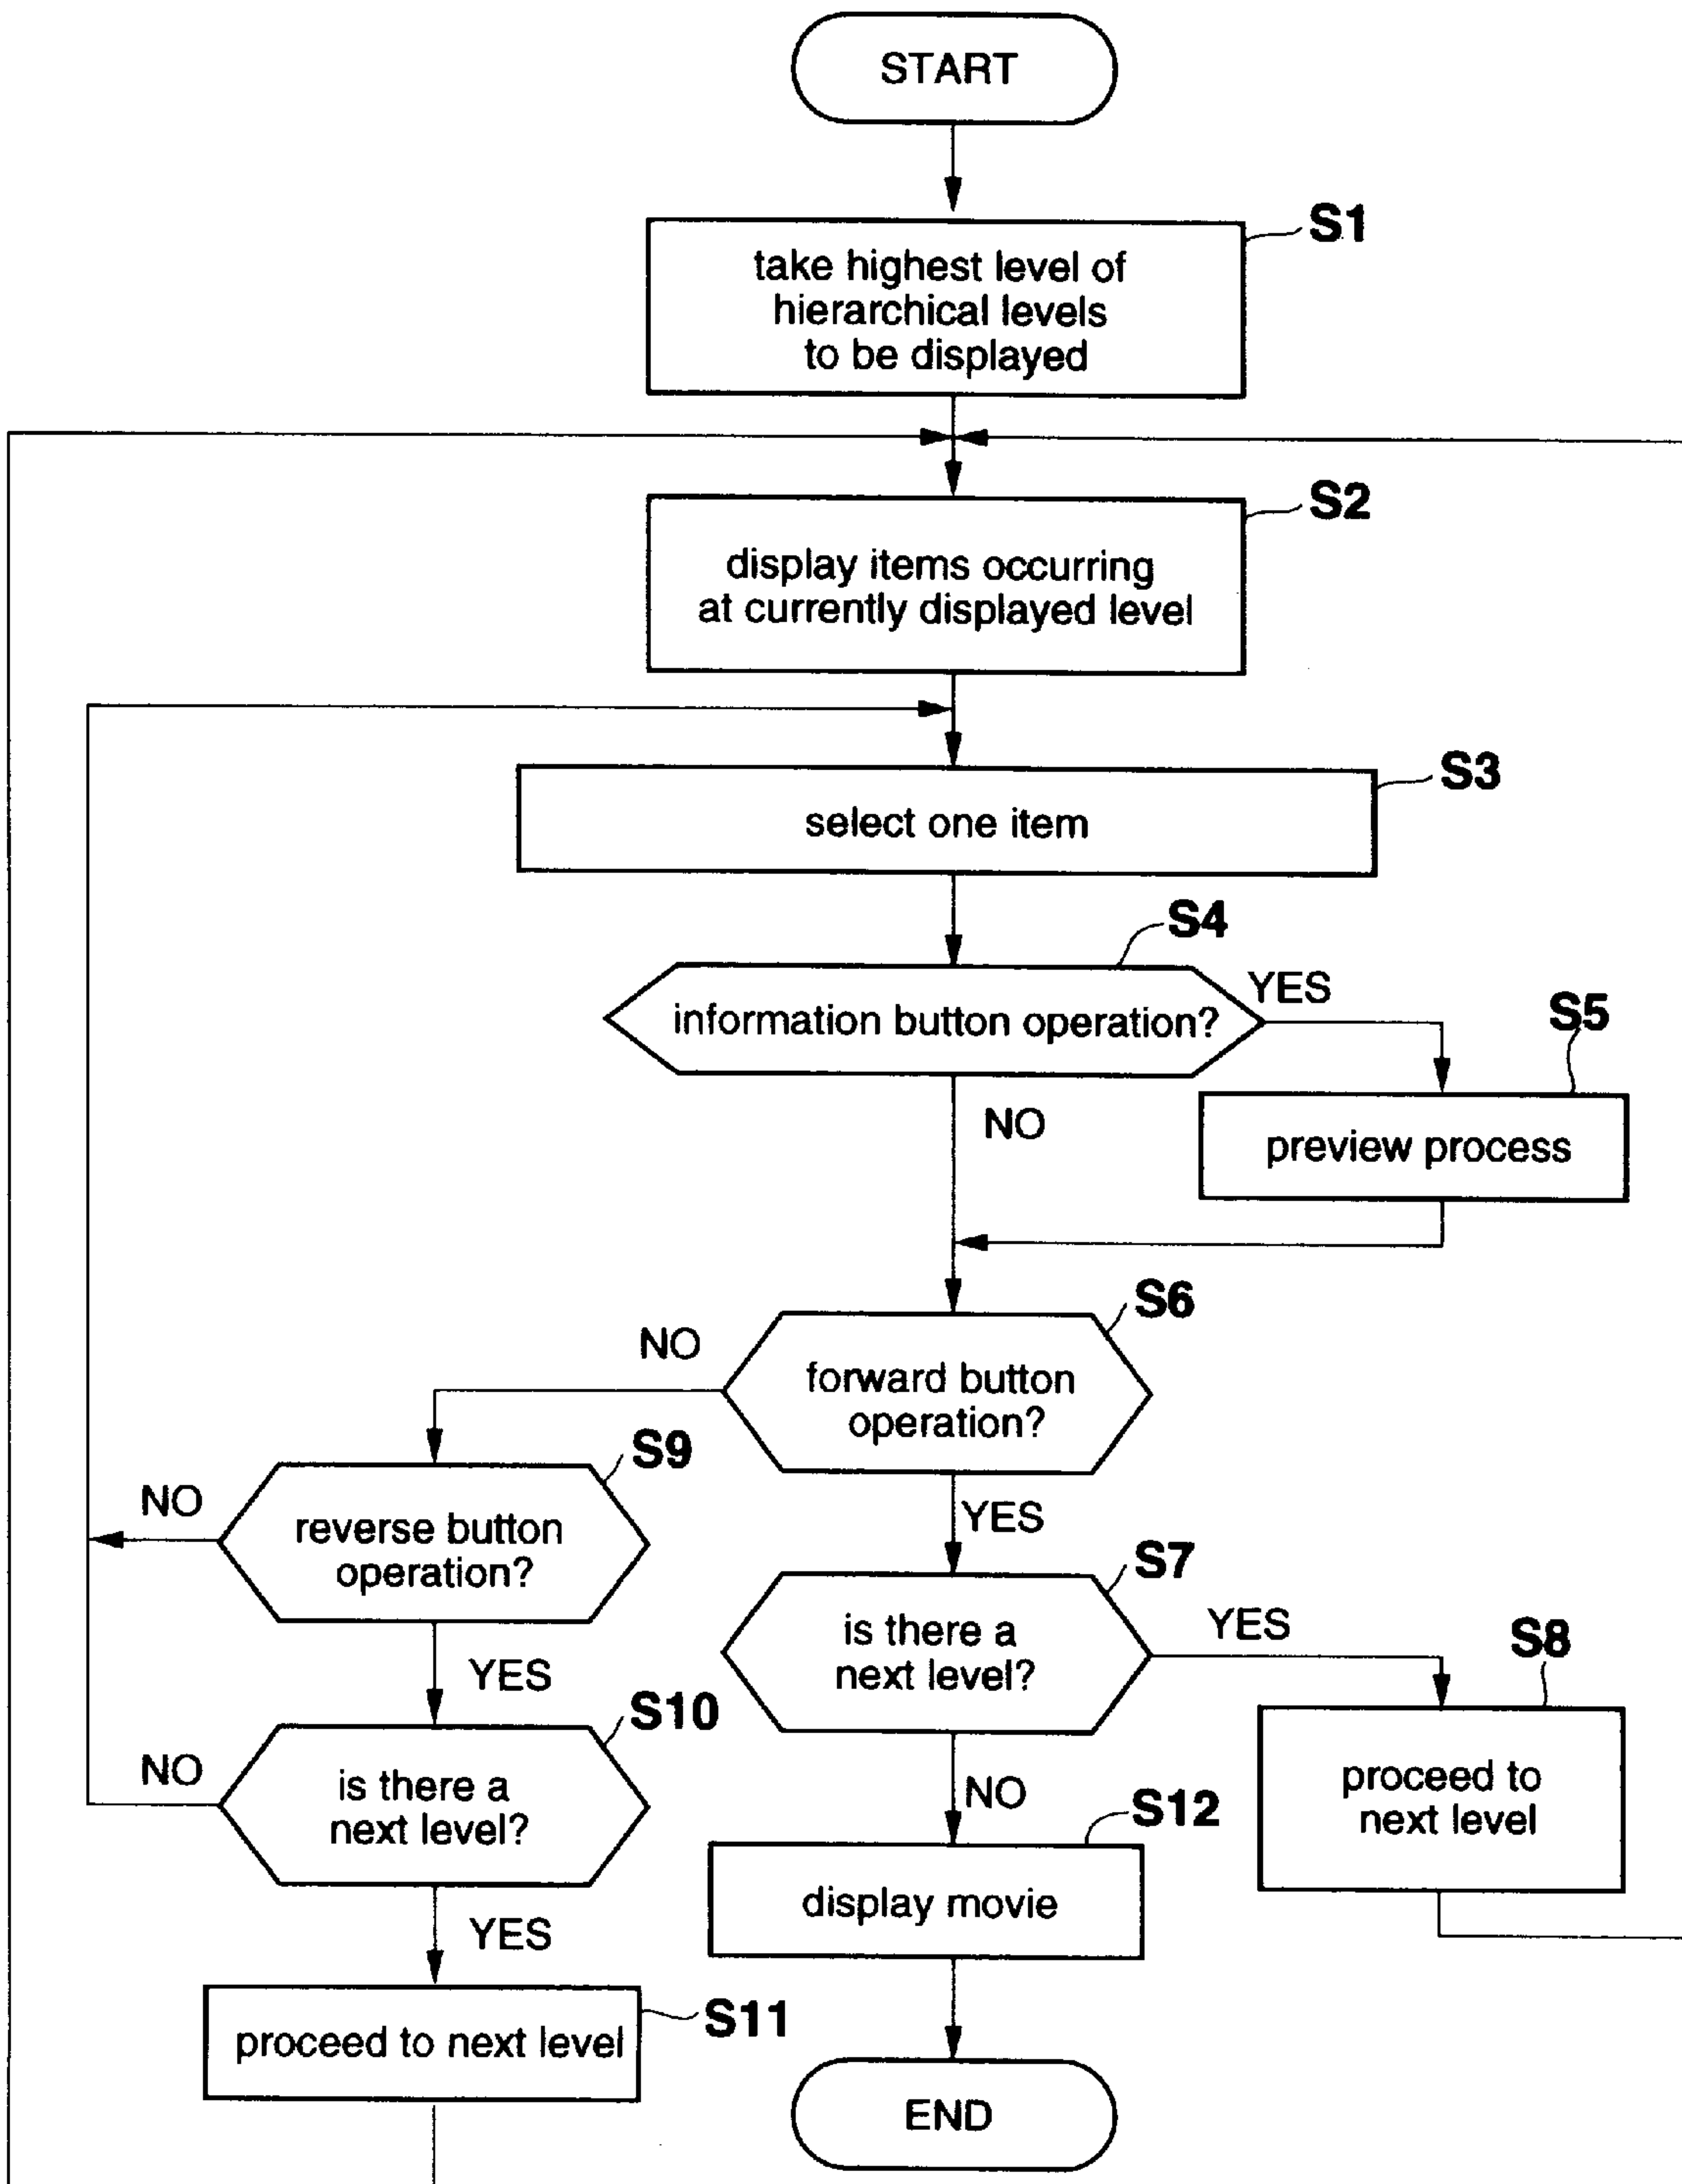 START
S1
take highest level of
hierarchical levels
to be displayed
S2
display items occurring
at currently displayed level
S3
select one item
S4
information button operation?
YES
S5
NO
preview process
S6
NO
forward button
operation?
S9
NO
reverse button
operation?
YES
S7
is there a
next level?
YES
S8
YES
S10
NO
is there a
next level?
proceed to
next level
NO
S12
display movie
YES
S11
proceed to next level
END